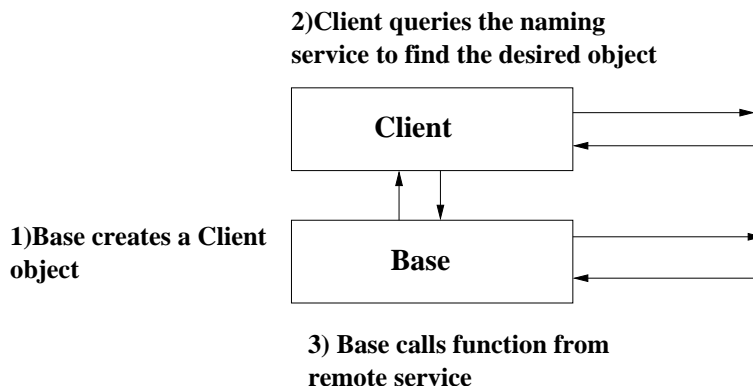 2)Client queries the naming
service to find the desired object
Client
1)Base creates a Client
object
Base
3) Base calls function from
remote service